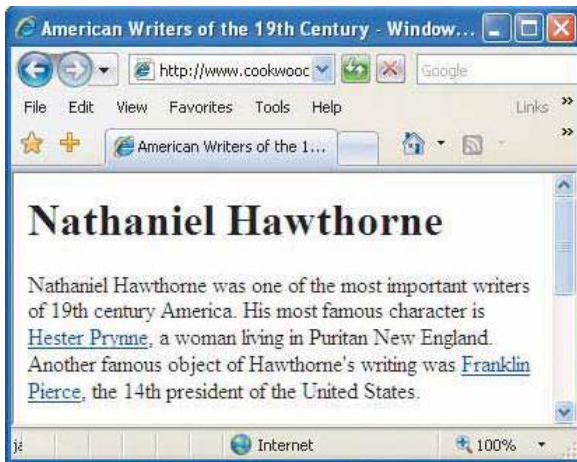 American Writers of the 19th Century - Window...
http://www.cookwooc
Google
File Edit View Favorites Tools Help Links »
»
American Writers of the 1...
Nathaniel Hawthorne
Nathaniel Hawthorne was one of the most important writers
of 19th century America. His most famous character is
Hester Prynne, a woman living in Puritan New England.
Another famous object of Hawthorne's writing was Franklin
Pierce, the 14th president of the United States.
Internet 100%